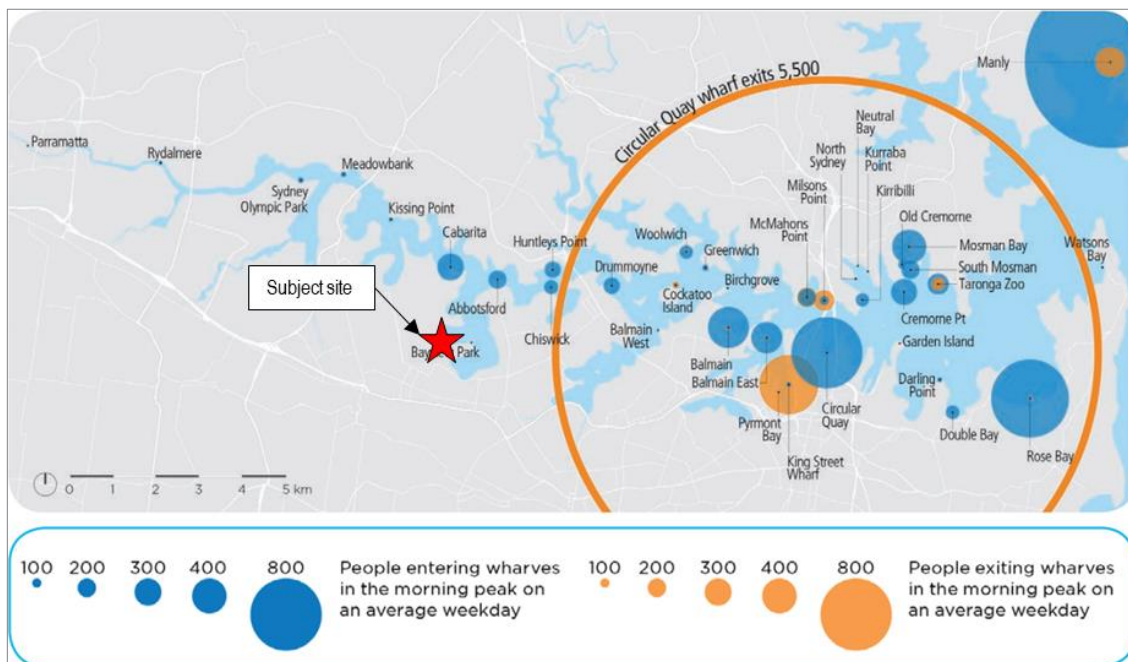 Circular Quay wharf exits 5,500
Manly
Neutral
Bay
Kurraba
Point
North
Sydney
Milsons
Point
Kirribilli
McMahons
Point
Old Cremorne
Mosman Bay
South Mosman
Taronga Zoo
Watsons
Bay
Parramatta
Rydalmere
Meadowbank
Sydney
Olympic Park
Kissing Point
Cabarita
Huntleys Point
Woolwich
Greenwich
Drummoyne
Birchgrove
Subject site
Abbotsford
Cockatoo
Island
Cremorne Pt
Chiswick
Balmain
West
Garden Island
Park
Balmain
Balmain East
Darling
Point
Pyrmont
Bay
Circular
Quay
King Street
Wharf
Double Bay
Rose Bay
0 1 2 3 4 5 km
100 200 300 400 800
People entering wharves
in the morning peak on
an average weekday
100 200 300 400 800
People exiting wharves
in the morning peak on
an average weekday